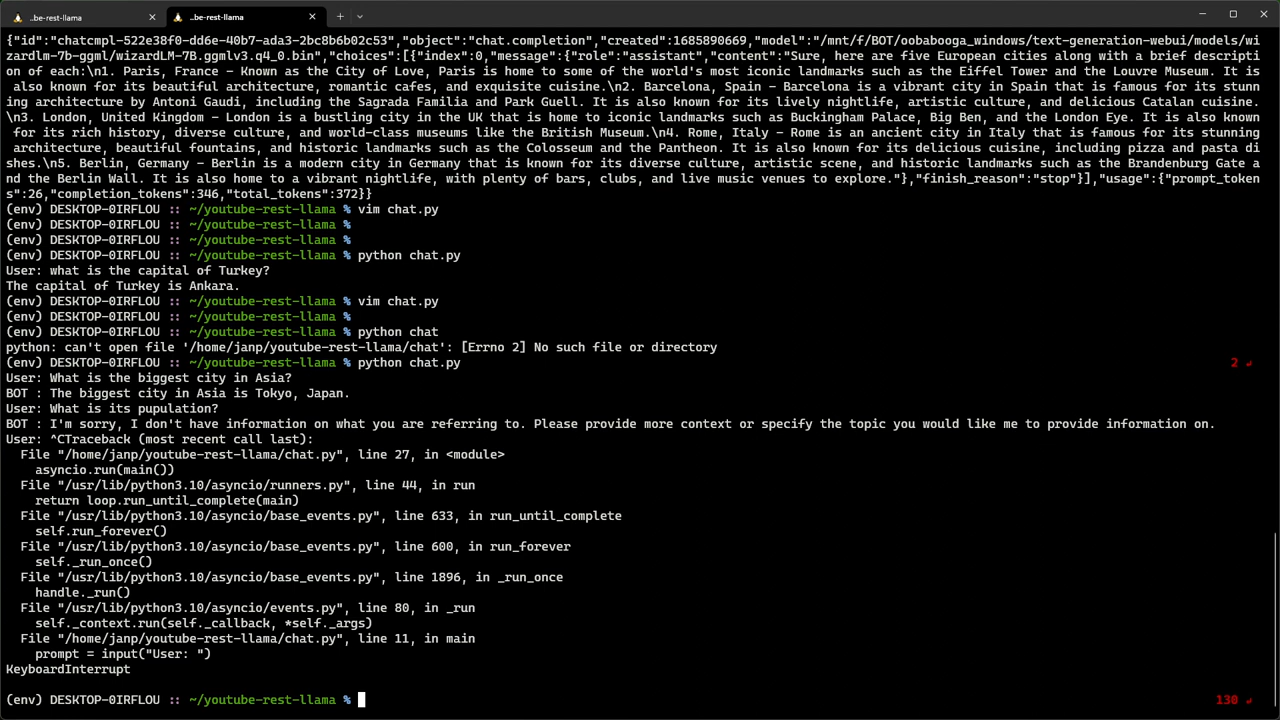 ..be-rest-llama
..be-rest-llama
{"id":"chatcmpl-522e38f0-dd6e-40b7-ada3-2bc8b6b02c53","object":"chat.completion","created":1685890669,"model":"/mnt/f/BOT/oobabooga_windows/text-generation-webui/models/wi
zardlm-7b-ggml/wizardLM-7B.ggmlv3.q4_0.bin","choices":[{"index":0,"message":{"role":"assistant","content":"Sure, here are five European cities along with a brief descripti
on of each:\n1. Paris, France - Known as the City of Love, Paris is home to some of the world's most iconic landmarks such as the Eiffel Tower and the Louvre Museum. It is
also known for its beautiful architecture, romantic cafes, and exquisite cuisine.\n2. Barcelona, Spain - Barcelona is a vibrant city in Spain that is famous for its stunn
ing architecture by Antoni Gaudi, including the Sagrada Familia and Park Guell. It is also known for its lively nightlife, artistic culture, and delicious Catalan cuisine.
\n3. London, United Kingdom - London is a bustling city in the UK that is home to iconic landmarks such as Buckingham Palace, Big Ben, and the London Eye. It is also known
for its rich history, diverse culture, and world-class museums like the British Museum.\n4. Rome, Italy - Rome is an ancient city in Italy that is famous for its stunning
architecture, beautiful fountains, and historic landmarks such as the Colosseum and the Pantheon. It is also known for its delicious cuisine, including pizza and pasta di
shes.\n5. Berlin, Germany - Berlin is a modern city in Germany that is known for its diverse culture, artistic scene, and historic landmarks such as the Brandenburg Gate a
nd the Berlin Wall. It is also home to a vibrant nightlife, with plenty of bars, clubs, and live music venues to explore."},"finish_reason":"stop"}],"usage":{"prompt_token
s":26,"completion_tokens":346,"total_tokens":372}}
(env) DESKTOP-0IRFLOU :: ~/youtube-rest-llama % vim chat.py
(env) DESKTOP-0IRFLOU :: ~/youtube-rest-llama %
(env) DESKTOP-0IRFLOU :: ~/youtube-rest-llama %
(env) DESKTOP-0IRFLOU :: ~/youtube-rest-llama % python chat.py
User: what is the capital of Turkey?
The capital of Turkey is Ankara.
(env) DESKTOP-0IRFLOU :: ~/youtube-rest-llama % vim chat.py
(env) DESKTOP-0IRFLOU :: ~/youtube-rest-llama %
(env) DESKTOP-0IRFLOU :: ~/youtube-rest-llama % python chat
python: can't open file '/home/janp/youtube-rest-llama/chat': [Errno 2] No such file or directory
(env) DESKTOP-0IRFLOU :: ~/youtube-rest-llama % python chat.py 2 ↵
User: What is the biggest city in Asia?
BOT : The biggest city in Asia is Tokyo, Japan.
User: What is its pupulation?
BOT : I'm sorry, I don't have information on what you are referring to. Please provide more context or specify the topic you would like me to provide information on.
User: ^CTraceback (most recent call last):
File "/home/janp/youtube-rest-llama/chat.py", line 27, in <module>
asyncio.run(main())
File "/usr/lib/python3.10/asyncio/runners.py", line 44, in run
return loop.run_until_complete(main)
File "/usr/lib/python3.10/asyncio/base_events.py", line 633, in run_until_complete
self.run_forever()
File "/usr/lib/python3.10/asyncio/base_events.py", line 600, in run_forever
self._run_once()
File "/usr/lib/python3.10/asyncio/base_events.py", line 1896, in _run_once
handle._run()
File "/usr/lib/python3.10/asyncio/events.py", line 80, in _run
self._context.run(self._callback, *self._args)
File "/home/janp/youtube-rest-llama/chat.py", line 11, in main
prompt = input("User: ")
KeyboardInterrupt
(env) DESKTOP-0IRFLOU :: ~/youtube-rest-llama % 130 ↵